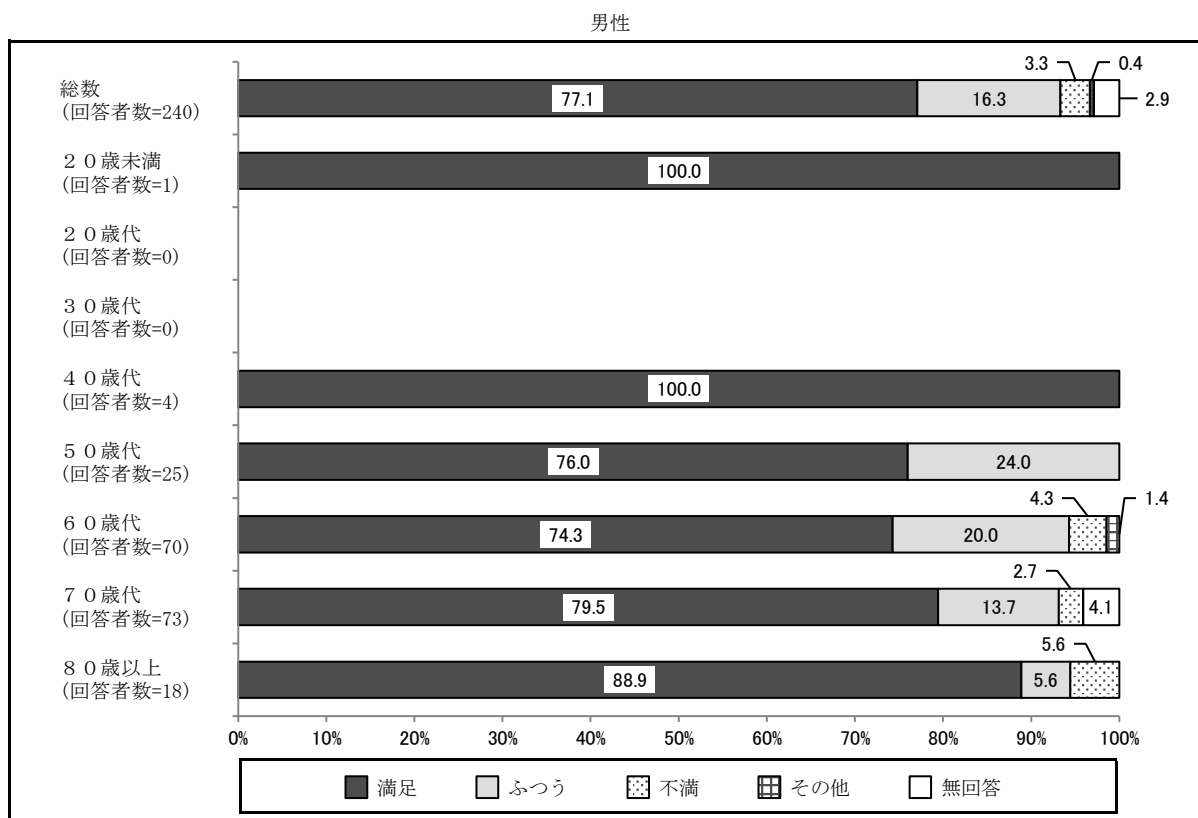 男性
総数
(回答者数=240)
77.1
16.3
3.3
0.4
2.9
２０歳未満
(回答者数=1)
100.0
２０歳代
(回答者数=0)
３０歳代
(回答者数=0)
４０歳代
(回答者数=4)
100.0
５０歳代
(回答者数=25)
76.0
24.0
６０歳代
(回答者数=70)
74.3
20.0
4.3
1.4
７０歳代
(回答者数=73)
79.5
13.7
2.7
4.1
８０歳以上
(回答者数=18)
88.9
5.6
5.6
0% 10% 20% 30% 40% 50% 60% 70% 80% 90% 100%
満足 ふつう 不満 その他 無回答